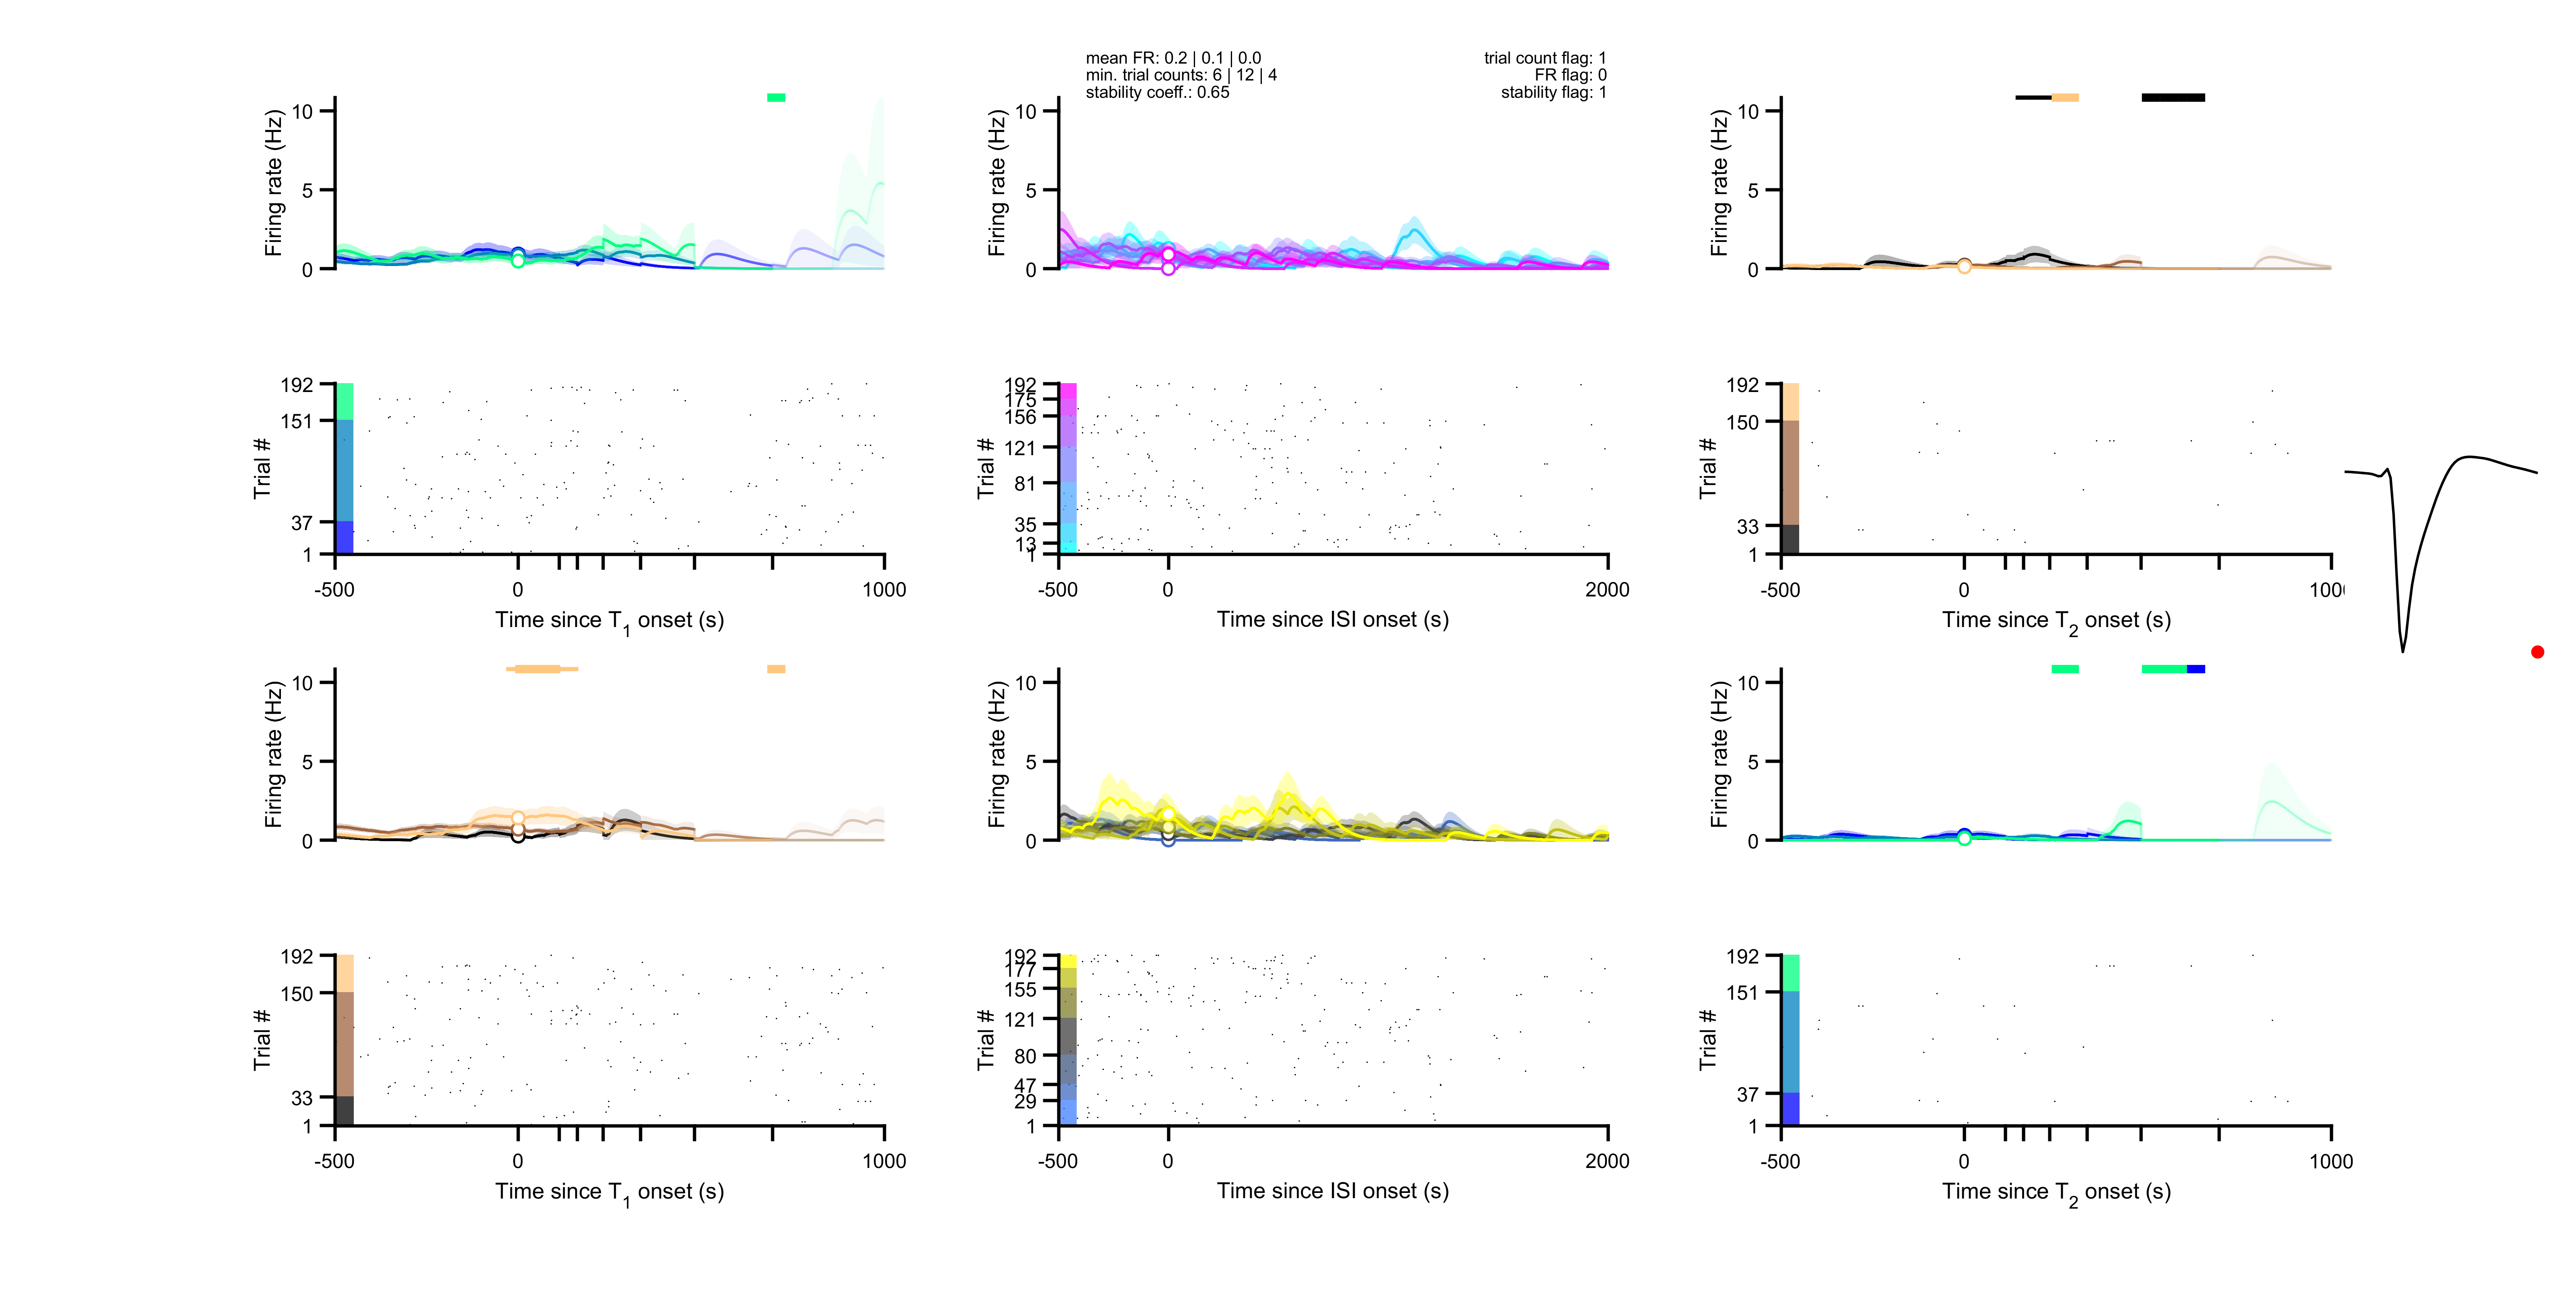 mean FR: 0.2 | 0.1 | 0.0
min. trial counts: 6 | 12 | 4
stability coeff.: 0.65
trial count flag: 1
FR flag: 0
stability flag: 1
Firing rate (Hz)
10
5
0
Firing rate (Hz)
10
5
0
Firing rate (Hz)
10
5
0
Trial #
192
151
37
1
-500
0
1000
Time since T1 onset (s)
Trial #
192
175
156
121
81
35
13
1
-500
0
2000
Time since ISI onset (s)
Trial #
192
150
33
1
-500
0
1000
Time since T2 onset (s)
Firing rate (Hz)
10
5
0
Firing rate (Hz)
10
5
0
Firing rate (Hz)
10
5
0
Trial #
192
150
33
1
-500
0
1000
Time since T1 onset (s)
Trial #
192
177
155
121
80
47
29
1
-500
0
2000
Time since ISI onset (s)
Trial #
192
151
37
1
-500
0
1000
Time since T2 onset (s)